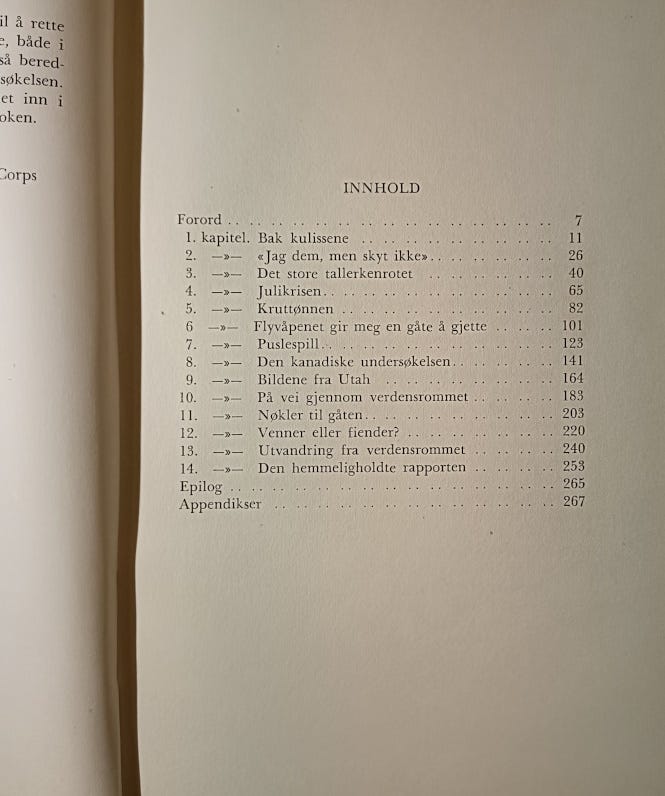 il å rette
e, både i
så bered-
søkelsen.
et inn i
oken.
Corps
INNHOLD
Forord . . . . . . . . . . . . . . . . . . . . . . . . . . . . 7
1. kapitel. Bak kulissene . . . . . . . . . . . . . . . . . 11
2. —»— «Jag dem, men skyt ikke» . . . . . . . . . . . 26
3. —»— Det store tallerkenrotet . . . . . . . . . . . . 40
4. —»— Julikrisen . . . . . . . . . . . . . . . . . . . . 65
5. —»— Kruttønnen . . . . . . . . . . . . . . . . . . . 82
6 —»— Flyvåpenet gir meg en gåte å gjette . . . . . 101
7. —»— Puslespill . . . . . . . . . . . . . . . . . . . . 123
8. —»— Den kanadiske undersøkelsen . . . . . . . . . 141
9. —»— Bildene fra Utah . . . . . . . . . . . . . . . 164
10. —»— På vei gjennom verdensrommet . . . . . . . 183
11. —»— Nøkler til gåten . . . . . . . . . . . . . . . . 203
12. —»— Venner eller fiender? . . . . . . . . . . . . . 220
13. —»— Utvandring fra verdensrommet . . . . . . . 240
14. —»— Den hemmeligholdte rapporten . . . . . . . 253
Epilog . . . . . . . . . . . . . . . . . . . . . . . . . . . . 265
Appendikser . . . . . . . . . . . . . . . . . . . . . . . . 267